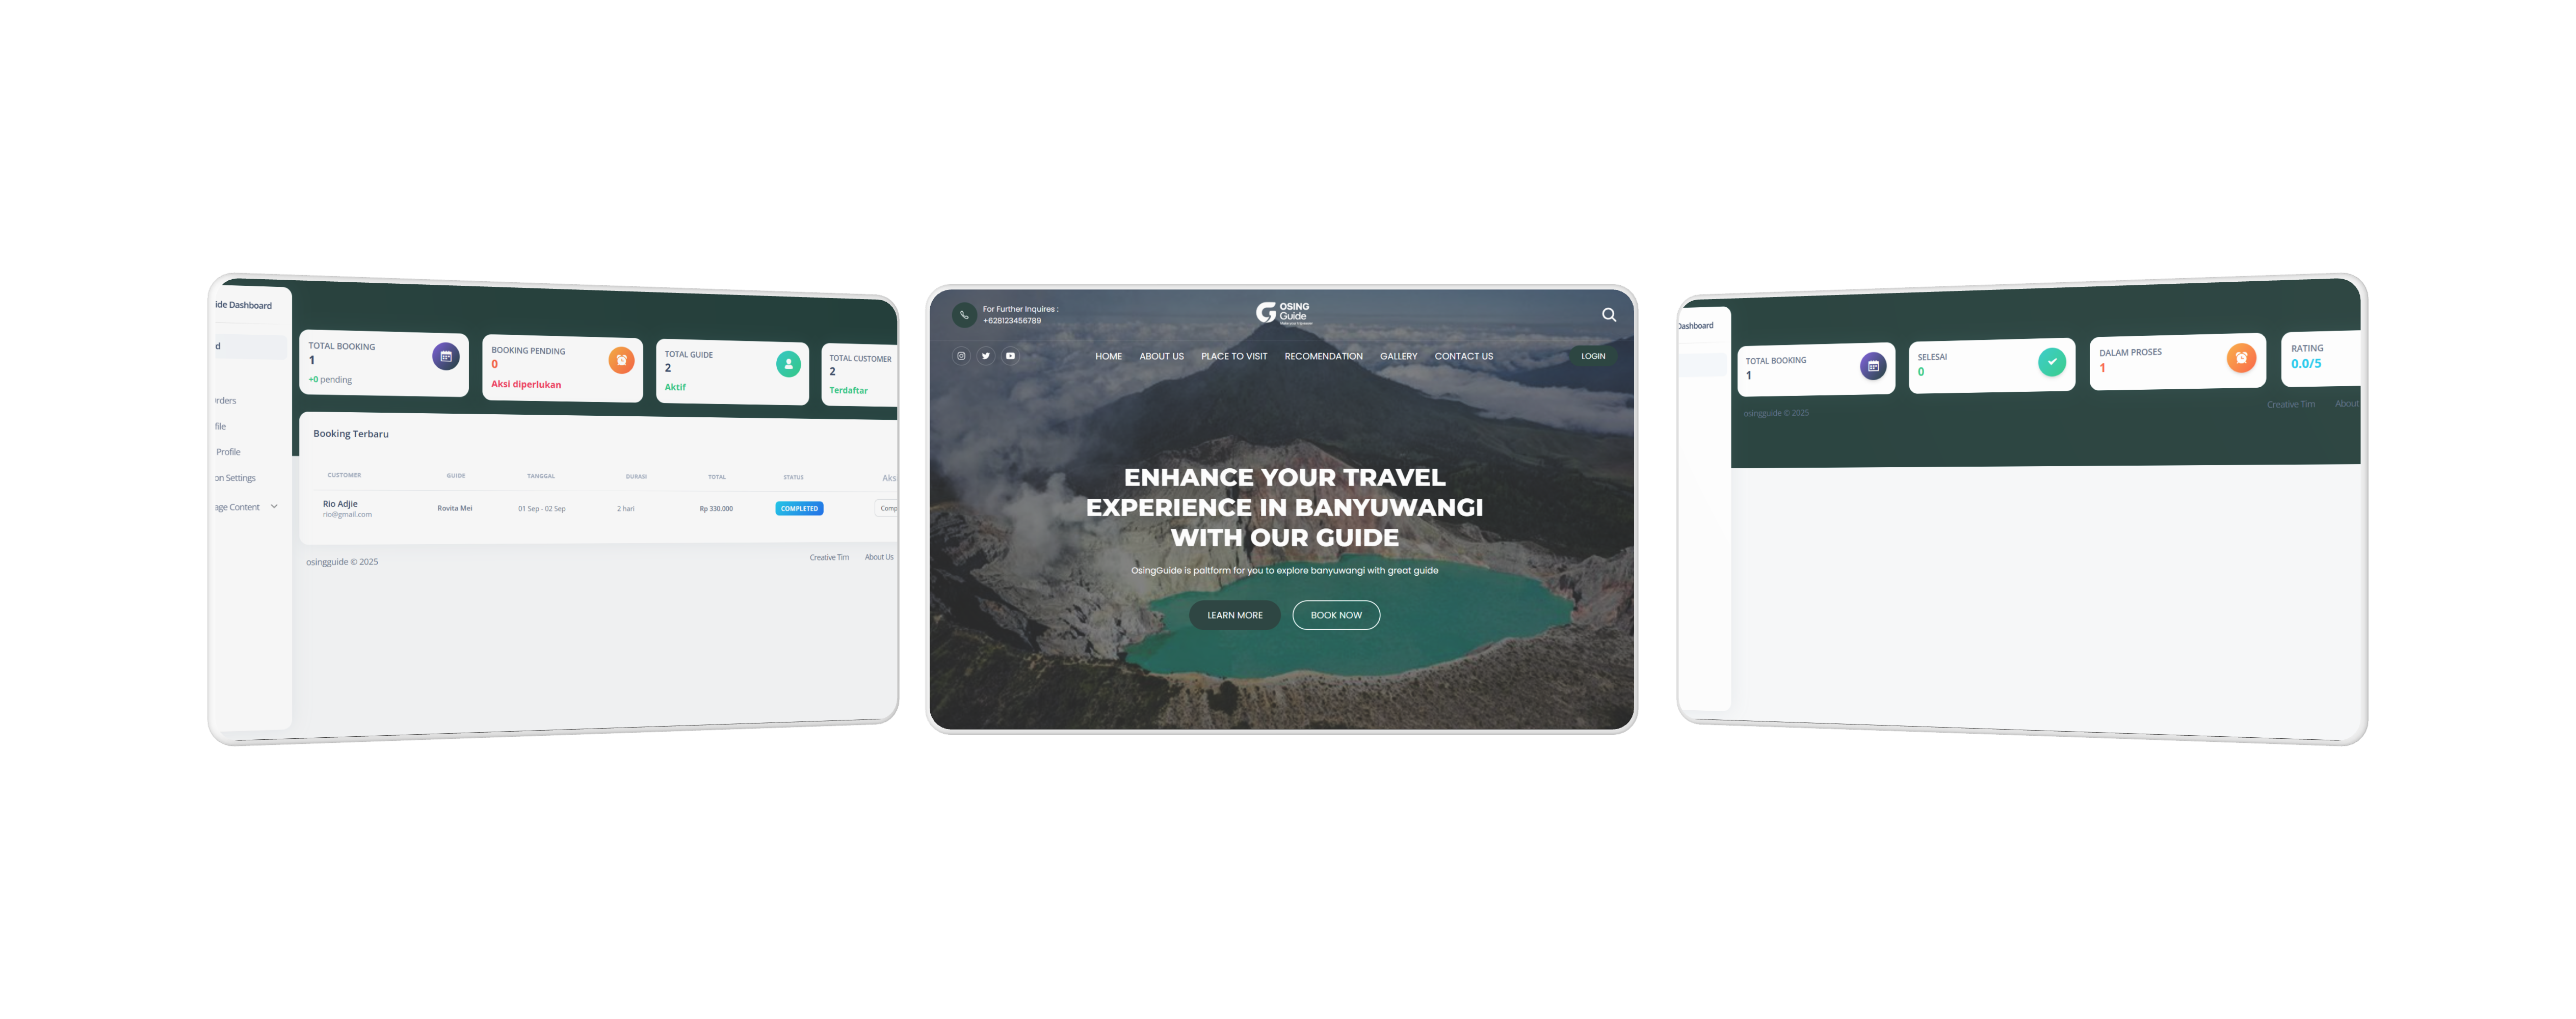 ide Dashboard
d
rders
file
Profile
on Settings
age Content
TOTAL BOOKING
1
+0 pending
BOOKING PENDING
0
Aksi diperlukan
TOTAL GUIDE
2
Aktif
TOTAL CUSTOMER
2
Terdaftar
Booking Terbaru
CUSTOMER GUIDE TANGGAL DURASI TOTAL STATUS Aks
Rio Adjie
rio@gmail.com
Rovita Mei 01 Sep - 02 Sep 2 hari Rp 330.000 COMPLETED Comp
osingguide © 2025
Creative Tim About Us
For Further Inquires :
+628123456789
OSING
Guide
HOME ABOUT US PLACE TO VISIT RECOMENDATION GALLERY CONTACT US LOGIN
ENHANCE YOUR TRAVEL
EXPERIENCE IN BANYUWANGI
WITH OUR GUIDE
OsingGuide is paltform for you to explore banyuwangi with great guide
LEARN MORE BOOK NOW
Dashboard
TOTAL BOOKING
1
SELESAI
0
DALAM PROSES
1
RATING
0.0/5
osingguide © 2025
Creative Tim About